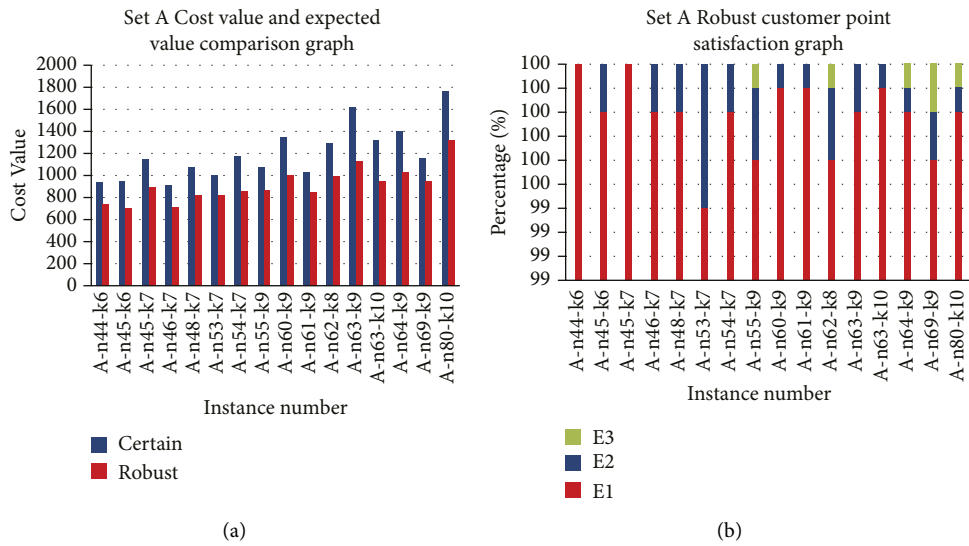 Set A Cost value and expected
value comparison graph
2000
1800
1600
1400
1200
1000
800
600
400
200
0
Cost Value
A-n44-k6
A-n45-k6
A-n45-k7
A-n46-k7
A-n48-k7
A-n53-k7
A-n54-k7
A-n55-k9
A-n60-k9
A-n61-k9
A-n62-k8
A-n63-k9
A-n63-k10
A-n64-k9
A-n69-k9
A-n80-k10
Instance number
Certain
Robust
(a)
Set A Robust customer point
satisfaction graph
100
100
100
100
100
100
99
99
99
99
Percentage (%)
A-n44-k6
A-n45-k6
A-n45-k7
A-n46-k7
A-n48-k7
A-n53-k7
A-n54-k7
A-n55-k9
A-n60-k9
A-n61-k9
A-n62-k8
A-n63-k9
A-n63-k10
A-n64-k9
A-n69-k9
A-n80-k10
Instance number
E3
E2
E1
(b)